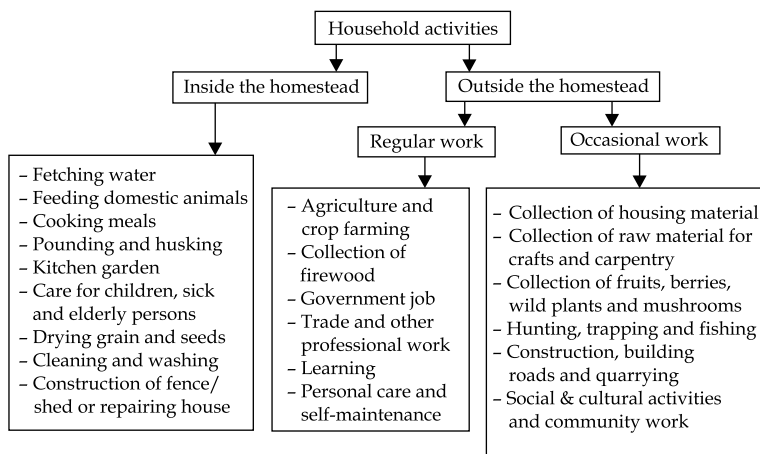 Household activities
Inside the homestead
Outside the homestead
Regular work
Occasional work
– Fetching water
– Feeding domestic animals
– Cooking meals
– Pounding and husking
– Kitchen garden
– Care for children, sick
and elderly persons
– Drying grain and seeds
– Cleaning and washing
– Construction of fence/
shed or repairing house
– Agriculture and
crop farming
– Collection of
firewood
– Government job
– Trade and other
professional work
– Learning
– Personal care and
self-maintenance
– Collection of housing material
– Collection of raw material for
crafts and carpentry
– Collection of fruits, berries,
wild plants and mushrooms
– Hunting, trapping and fishing
– Construction, building
roads and quarrying
– Social & cultural activities
and community work